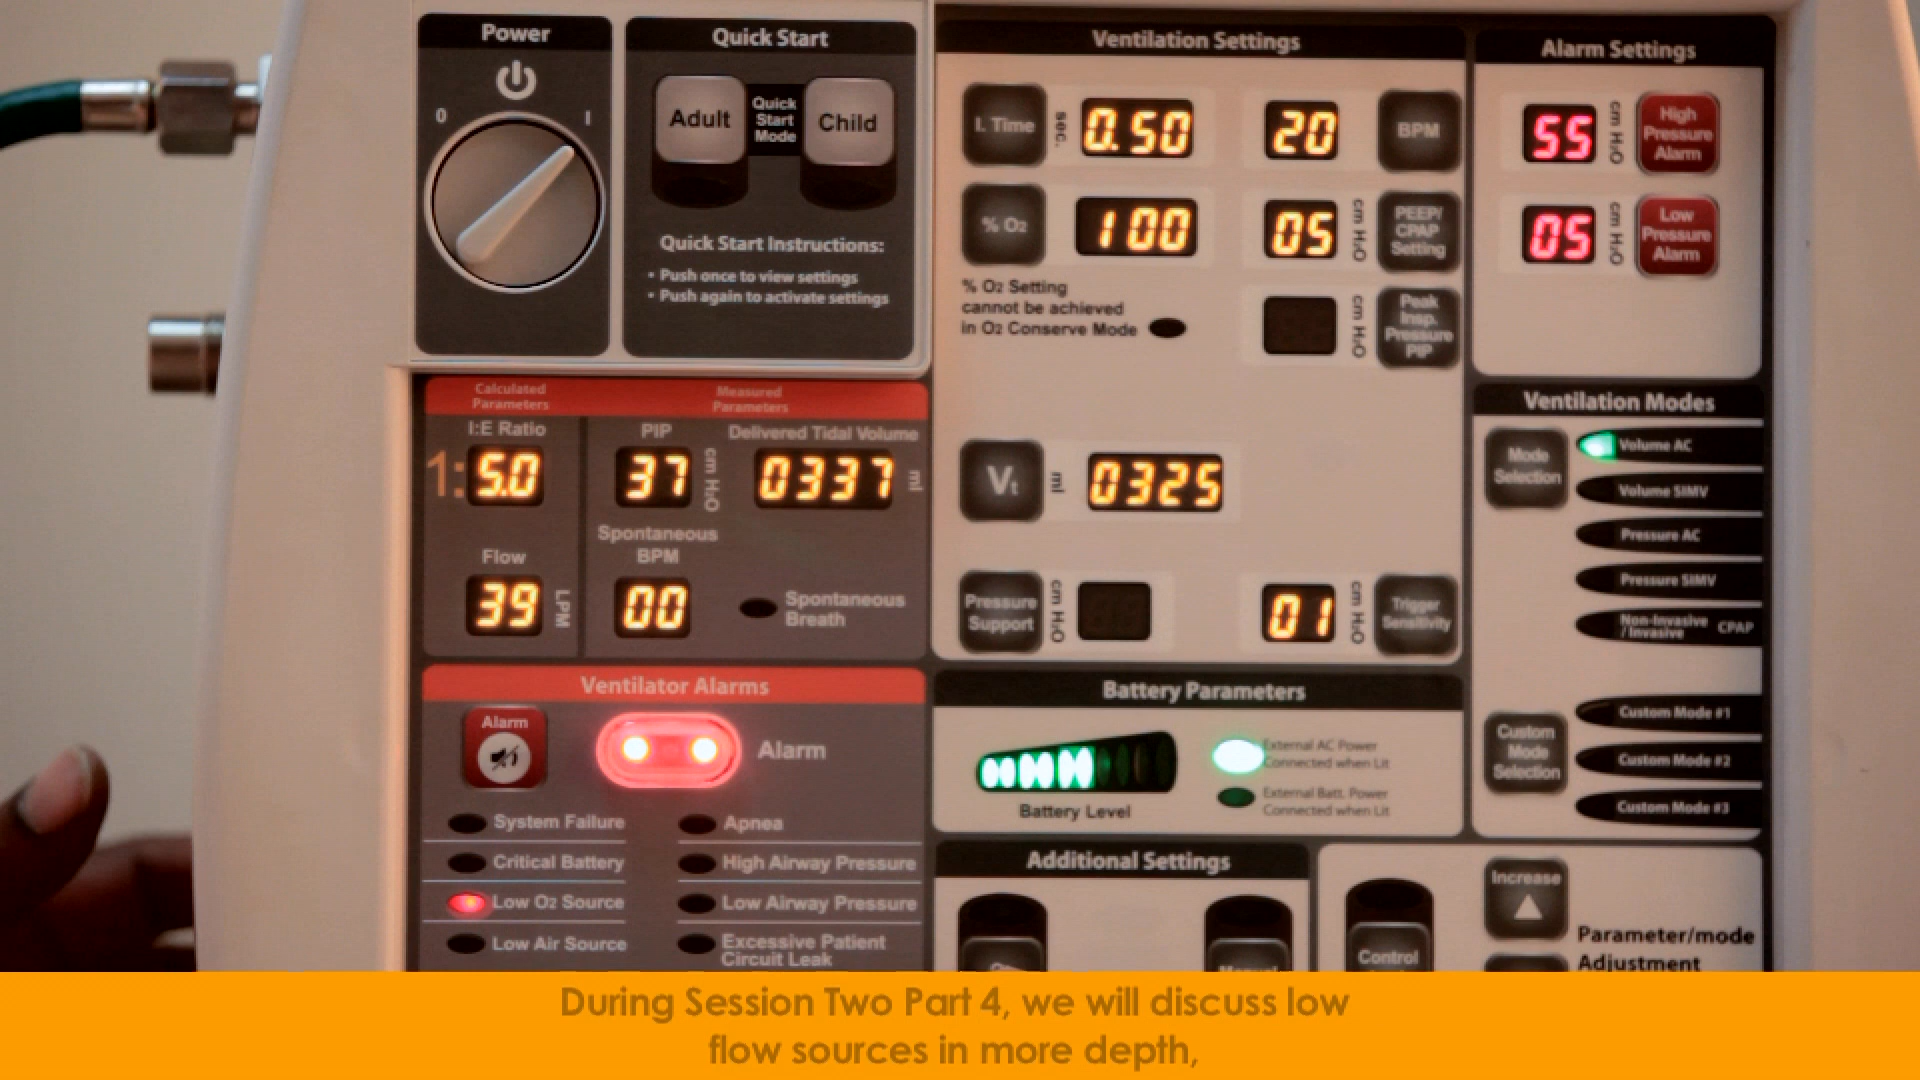 Power
0
I
Quick Start
Adult
Quick
Start
Mode
Child
Quick Start Instructions:
• Push once to view settings
• Push again to activate settings
Ventilation Settings
I. Time
sec.
0.50
20
BPM
% O2
100
05
cm H2O
PEEP/
CPAP
Setting
% O2 Setting
cannot be achieved
in O2 Conserve Mode
cm H2O
Peak
Insp.
Pressure
PIP
Vt
ml
0325
Pressure
Support
cm H2O
01
cm H2O
Trigger
Sensitivity
Alarm Settings
55
cm H2O
High
Pressure
Alarm
05
cm H2O
Low
Pressure
Alarm
Calculated
Parameters
Measured
Parameters
I:E Ratio
1:5.0
PIP
37
cm H2O
Delivered Tidal Volume
0337
ml
Flow
39
LPM
Spontaneous
BPM
00
Spontaneous
Breath
Ventilation Modes
Mode
Selection
Volume AC
Volume SIMV
Pressure AC
Pressure SIMV
Non-Invasive
/Invasive
CPAP
Custom
Mode
Selection
Custom Mode #1
Custom Mode #2
Custom Mode #3
Ventilator Alarms
Alarm
Alarm
System Failure
Apnea
Critical Battery
High Airway Pressure
Low O2 Source
Low Airway Pressure
Low Air Source
Excessive Patient
Circuit Leak
Battery Parameters
Battery Level
External AC Power
Connected when Lit
External Batt. Power
Connected when Lit
Additional Settings
Control
Increase
Parameter/mode
Adjustment
During Session Two Part 4, we will discuss low
flow sources in more depth,